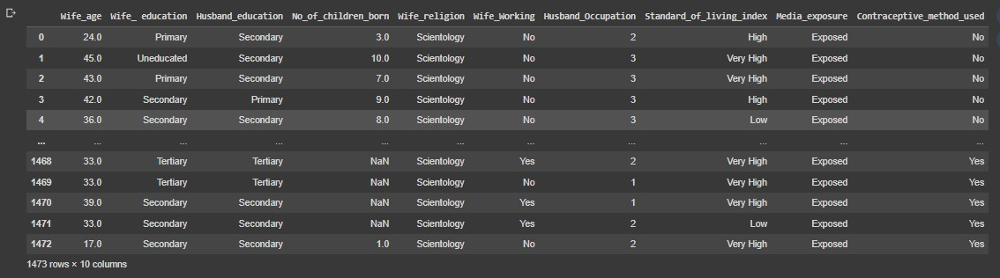 Wife_age Wife_ education Husband_education No_of_children_born Wife_religion Wife_Working Husband_Occupation Standard_of_living_index Media_exposure Contraceptive_method_used
0 24.0 Primary Secondary 3.0 Scientology No 2 High Exposed No
1 45.0 Uneducated Secondary 10.0 Scientology No 3 Very High Exposed No
2 43.0 Primary Secondary 7.0 Scientology No 3 Very High Exposed No
3 42.0 Secondary Primary 9.0 Scientology No 3 High Exposed No
4 36.0 Secondary Secondary 8.0 Scientology No 3 Low Exposed No
... ... ... ... ... ... ... ... ... ... ...
1468 33.0 Tertiary Tertiary NaN Scientology Yes 2 Very High Exposed Yes
1469 33.0 Tertiary Tertiary NaN Scientology No 1 Very High Exposed Yes
1470 39.0 Secondary Secondary NaN Scientology Yes 1 Very High Exposed Yes
1471 33.0 Secondary Secondary NaN Scientology Yes 2 Low Exposed Yes
1472 17.0 Secondary Secondary 1.0 Scientology No 2 Very High Exposed Yes
1473 rows × 10 columns